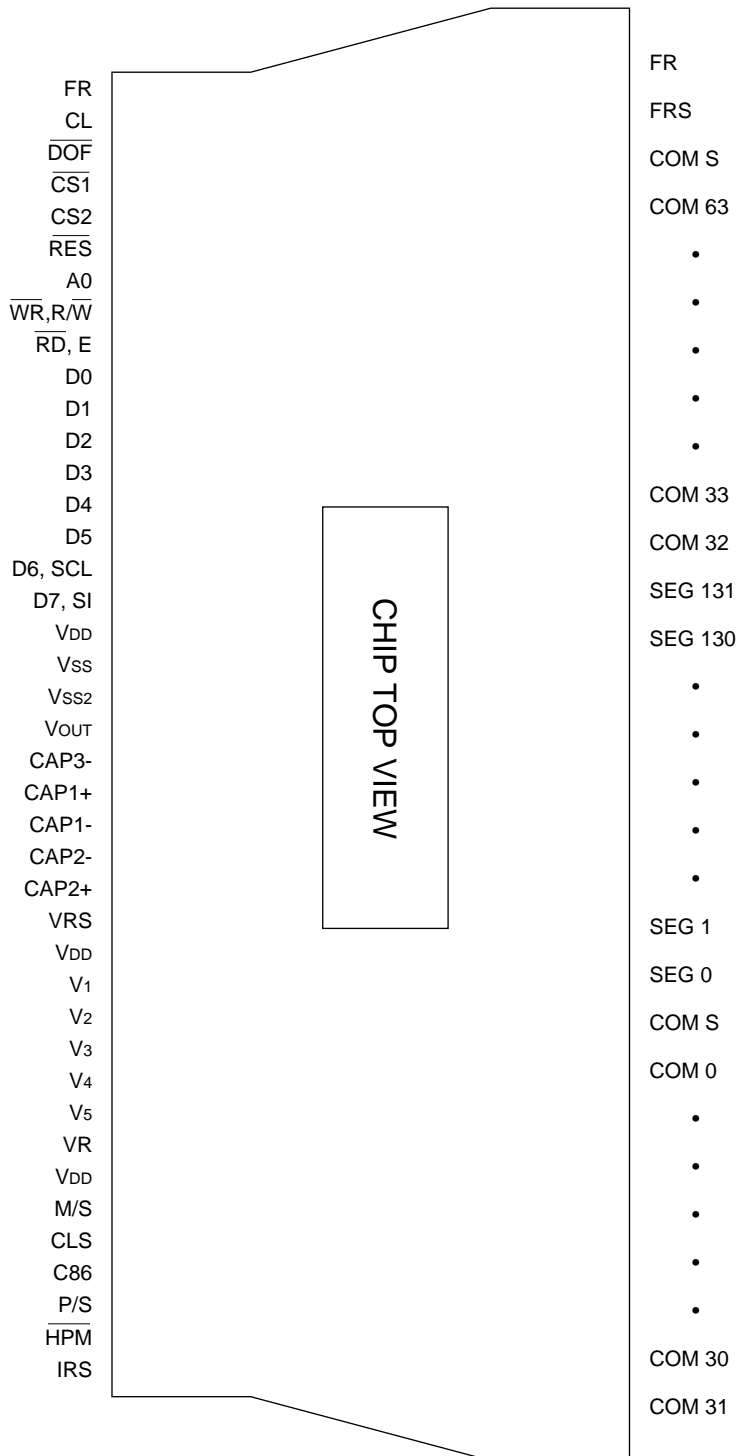 FR
CL
DOF
CS1
CS2
RES
A0
WR,R/W
RD, E
D0
D1
D2
D3
D4
D5
D6, SCL
D7, SI
VDD
VSS
VSS2
VOUT
CAP3-
CAP1+
CAP1-
CAP2-
CAP2+
VRS
VDD
V1
V2
V3
V4
V5
VR
VDD
M/S
CLS
C86
P/S
HPM
IRS
CHIP TOP VIEW
FR
FRS
COM S
COM 63
•
•
•
•
•
COM 33
COM 32
SEG 131
SEG 130
•
•
•
•
•
SEG 1
SEG 0
COM S
COM 0
•
•
•
•
•
COM 30
COM 31